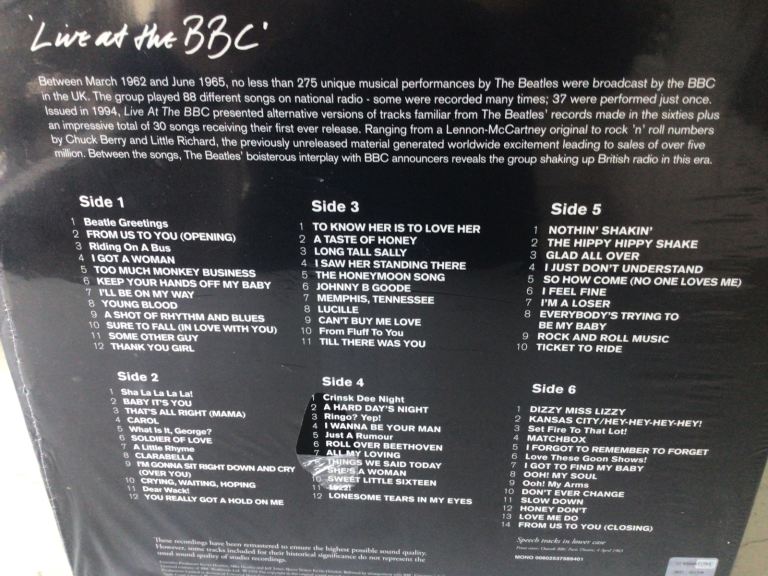 'Live at the BBC'
Between March 1962 and June 1965, no less than 275 unique musical performances by The Beatles were broadcast by the BBC
in the UK. The group played 88 different songs on national radio - some were recorded many times; 37 were performed just once.
Issued in 1994, Live At The BBC presented alternative versions of tracks familiar from The Beatles' records made in the sixties plus
an impressive total of 30 songs receiving their first ever release. Ranging from a Lennon-McCartney original to rock 'n' roll numbers
by Chuck Berry and Little Richard, the previously unreleased material generated worldwide excitement leading to sales of over five
million. Between the songs, The Beatles' boisterous interplay with BBC announcers reveals the group shaking up British radio in this era.
Side 1
1 Beatle Greetings
2 FROM US TO YOU (OPENING)
3 Riding On A Bus
4 I GOT A WOMAN
5 TOO MUCH MONKEY BUSINESS
6 KEEP YOUR HANDS OFF MY BABY
7 I'LL BE ON MY WAY
8 YOUNG BLOOD
9 A SHOT OF RHYTHM AND BLUES
10 SURE TO FALL (IN LOVE WITH YOU)
11 SOME OTHER GUY
12 THANK YOU GIRL
Side 2
1 Sha La La La La!
2 BABY IT'S YOU
3 THAT'S ALL RIGHT (MAMA)
4 CAROL
5 What Is It, George?
6 SOLDIER OF LOVE
7 A Little Rhyme
8 CLARABELLA
9 I'M GONNA SIT RIGHT DOWN AND CRY
(OVER YOU)
10 CRYING, WAITING, HOPING
11 Dear Wack!
12 YOU REALLY GOT A HOLD ON ME
Side 3
1 TO KNOW HER IS TO LOVE HER
2 A TASTE OF HONEY
3 LONG TALL SALLY
4 I SAW HER STANDING THERE
5 THE HONEYMOON SONG
6 JOHNNY B GOODE
7 MEMPHIS, TENNESSEE
8 LUCILLE
9 CAN'T BUY ME LOVE
10 From Fluff To You
11 TILL THERE WAS YOU
Side 4
1 Crinsk Dee Night
2 A HARD DAY'S NIGHT
3 Ringo? Yep!
4 I WANNA BE YOUR MAN
5 Just A Rumour
6 ROLL OVER BEETHOVEN
7 ALL MY LOVING
8 THINGS WE SAID TODAY
9 SHE'S A WOMAN
10 SWEET LITTLE SIXTEEN
11 1822!
12 LONESOME TEARS IN MY EYES
Side 5
1 NOTHIN' SHAKIN'
2 THE HIPPY HIPPY SHAKE
3 GLAD ALL OVER
4 I JUST DON'T UNDERSTAND
5 SO HOW COME (NO ONE LOVES ME)
6 I FEEL FINE
7 I'M A LOSER
8 EVERYBODY'S TRYING TO
BE MY BABY
9 ROCK AND ROLL MUSIC
10 TICKET TO RIDE
Side 6
1 DIZZY MISS LIZZY
2 KANSAS CITY/HEY-HEY-HEY-HEY!
3 Set Fire To That Lot!
4 MATCHBOX
5 I FORGOT TO REMEMBER TO FORGET
6 Love These Goon Shows!
7 I GOT TO FIND MY BABY
8 OOH! MY SOUL
9 Ooh! My Arms
10 DON'T EVER CHANGE
11 SLOW DOWN
12 HONEY DON'T
13 LOVE ME DO
14 FROM US TO YOU (CLOSING)
Speech tracks in lower case
MONO
These recordings have been remastered to ensure the highest possible sound quality.
However, some tracks included for their historical significance do not represent the
usual sound quality of studio recordings.